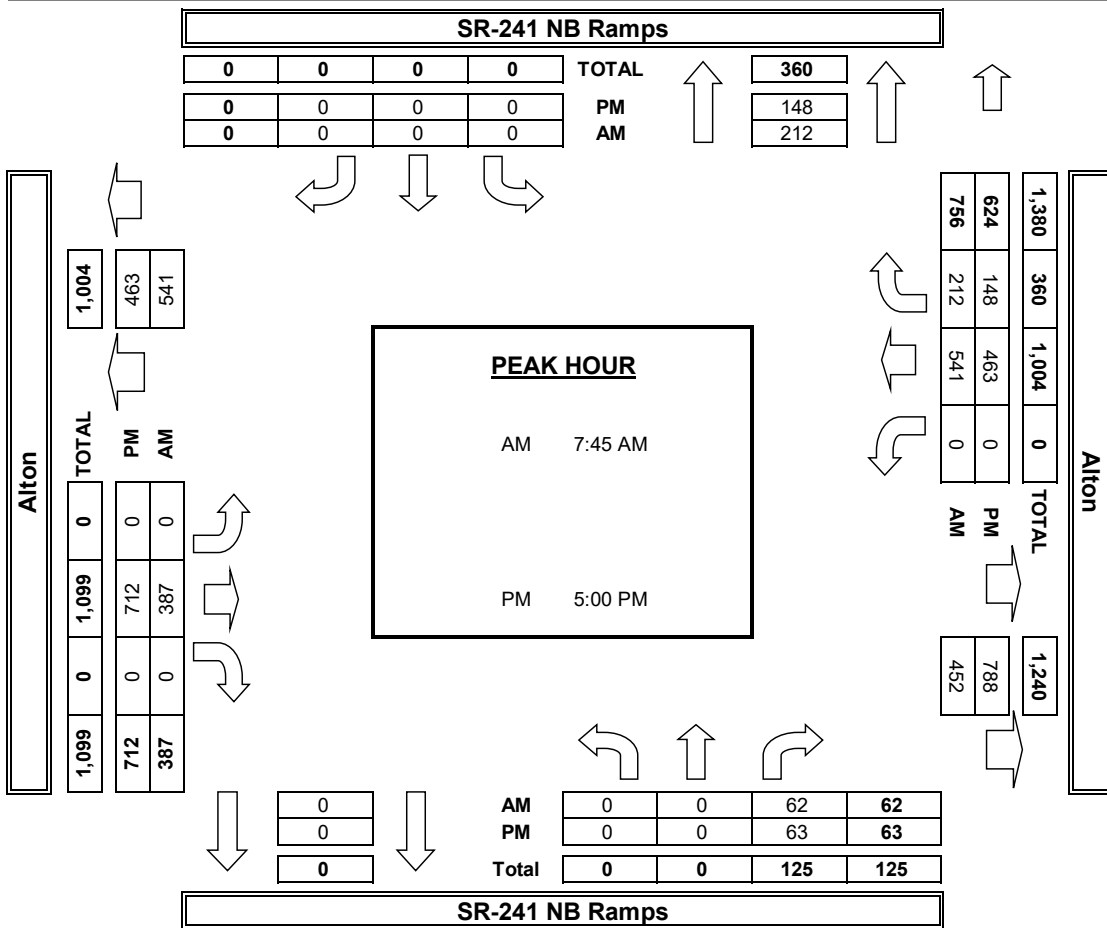 SR-241 NB Ramps
0 0 0 0 TOTAL 360
0 0 0 0 PM 148
0 0 0 0 AM 212
Alton
1,004 463 541
TOTAL PM AM
0 0 0
1,099 712 387
0 0 0
1,099 712 387
PEAK HOUR
AM 7:45 AM
PM 5:00 PM
756 624 1,380
212 148 360
541 463 1,004
0 0 0
AM PM TOTAL
452 788 1,240
Alton
0 AM 0 0 62 62
0 PM 0 0 63 63
0 Total 0 0 125 125
SR-241 NB Ramps